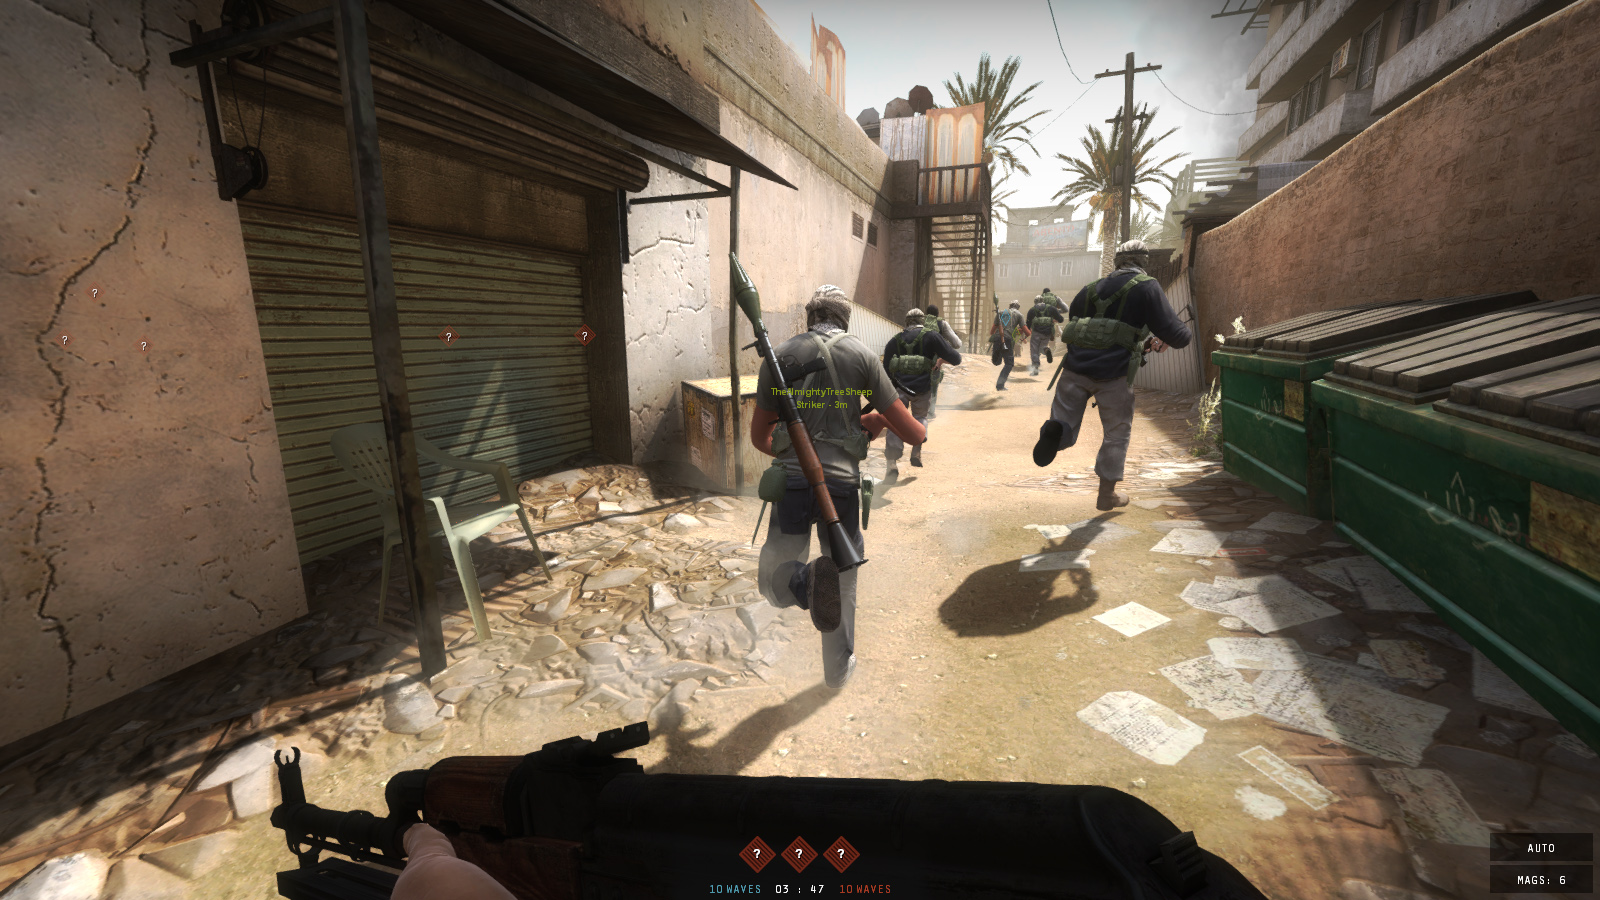 ?
?
?
?
?
TheAlmightyTreeSheep
Striker - 3m
? ? ?
10 WAVES 03 : 47 10 WAVES
AUTO
MAGS: 6